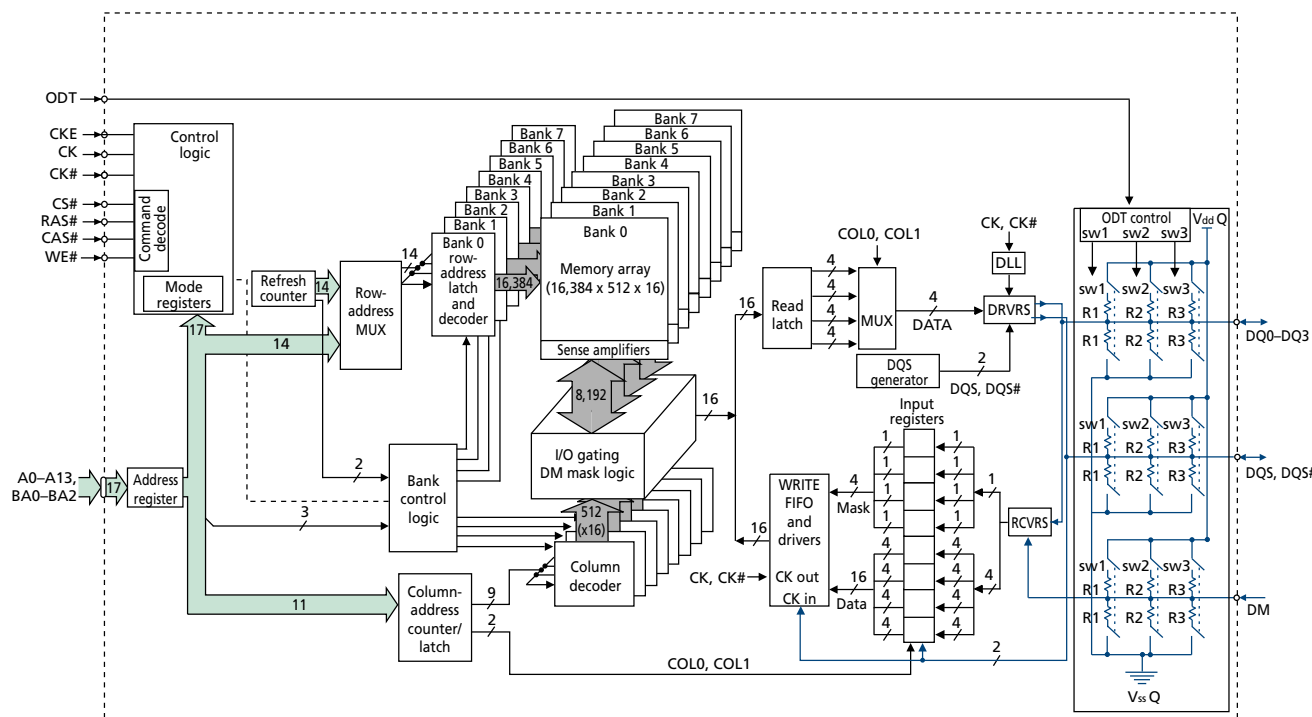 ODT
CKE
CK
CK#
CS#
RAS#
CAS#
WE#
Control
logic
Command
decode
Mode
registers
17
14
A0–A13,
BA0–BA2
17
Address
register
Refresh
counter
14
Row-
address
MUX
14
2
3
11
Bank
control
logic
Column-
address
counter/
latch
9
2
Bank 7
Bank 6
Bank 5
Bank 4
Bank 3
Bank 2
Bank 1
Bank 0
row-
address
latch
and
decoder
16,384
Bank 7
Bank 6
Bank 5
Bank 4
Bank 3
Bank 2
Bank 1
Bank 0
Memory array
(16,384 x 512 x 16)
Sense amplifiers
8,192
I/O gating
DM mask logic
512
(x16)
Column
decoder
COL0, COL1
16
16
16
Read
latch
4
4
4
4
COL0, COL1
MUX
4
DATA
CK, CK#
DLL
DRVRS
DQS
generator
2
DQS, DQS#
Input
registers
WRITE
FIFO
and
drivers
CK out
CK in
CK, CK#
4
Mask
16
Data
1
1
1
1
4
4
4
4
1
1
1
1
4
4
4
4
1
4
RCVRS
2
ODT control
sw1 sw2 sw3
Vdd Q
sw1 sw2 sw3
R1 R2 R3
R1 R2 R3
DQ0–DQ3
sw1 sw2 sw3
R1 R2 R3
R1 R2 R3
DQS, DQS#
sw1 sw2 sw3
R1 R2 R3
R1 R2 R3
DM
Vss Q